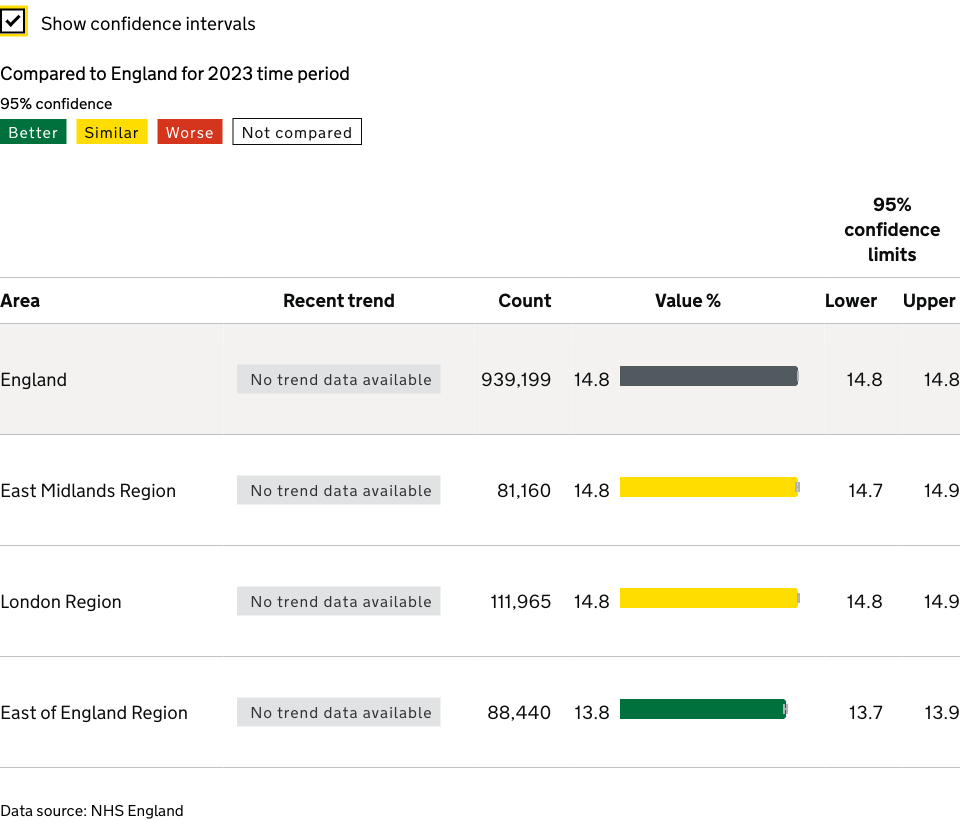 Show confidence intervals
Compared to England for 2023 time period
95% confidence
Better Similar Worse Not compared
95%
confidence
limits
Area Recent trend Count Value % Lower Upper
England No trend data available 939,199 14.8 14.8 14.8
East Midlands Region No trend data available 81,160 14.8 14.7 14.9
London Region No trend data available 111,965 14.8 14.8 14.9
East of England Region No trend data available 88,440 13.8 13.7 13.9
Data source: NHS England